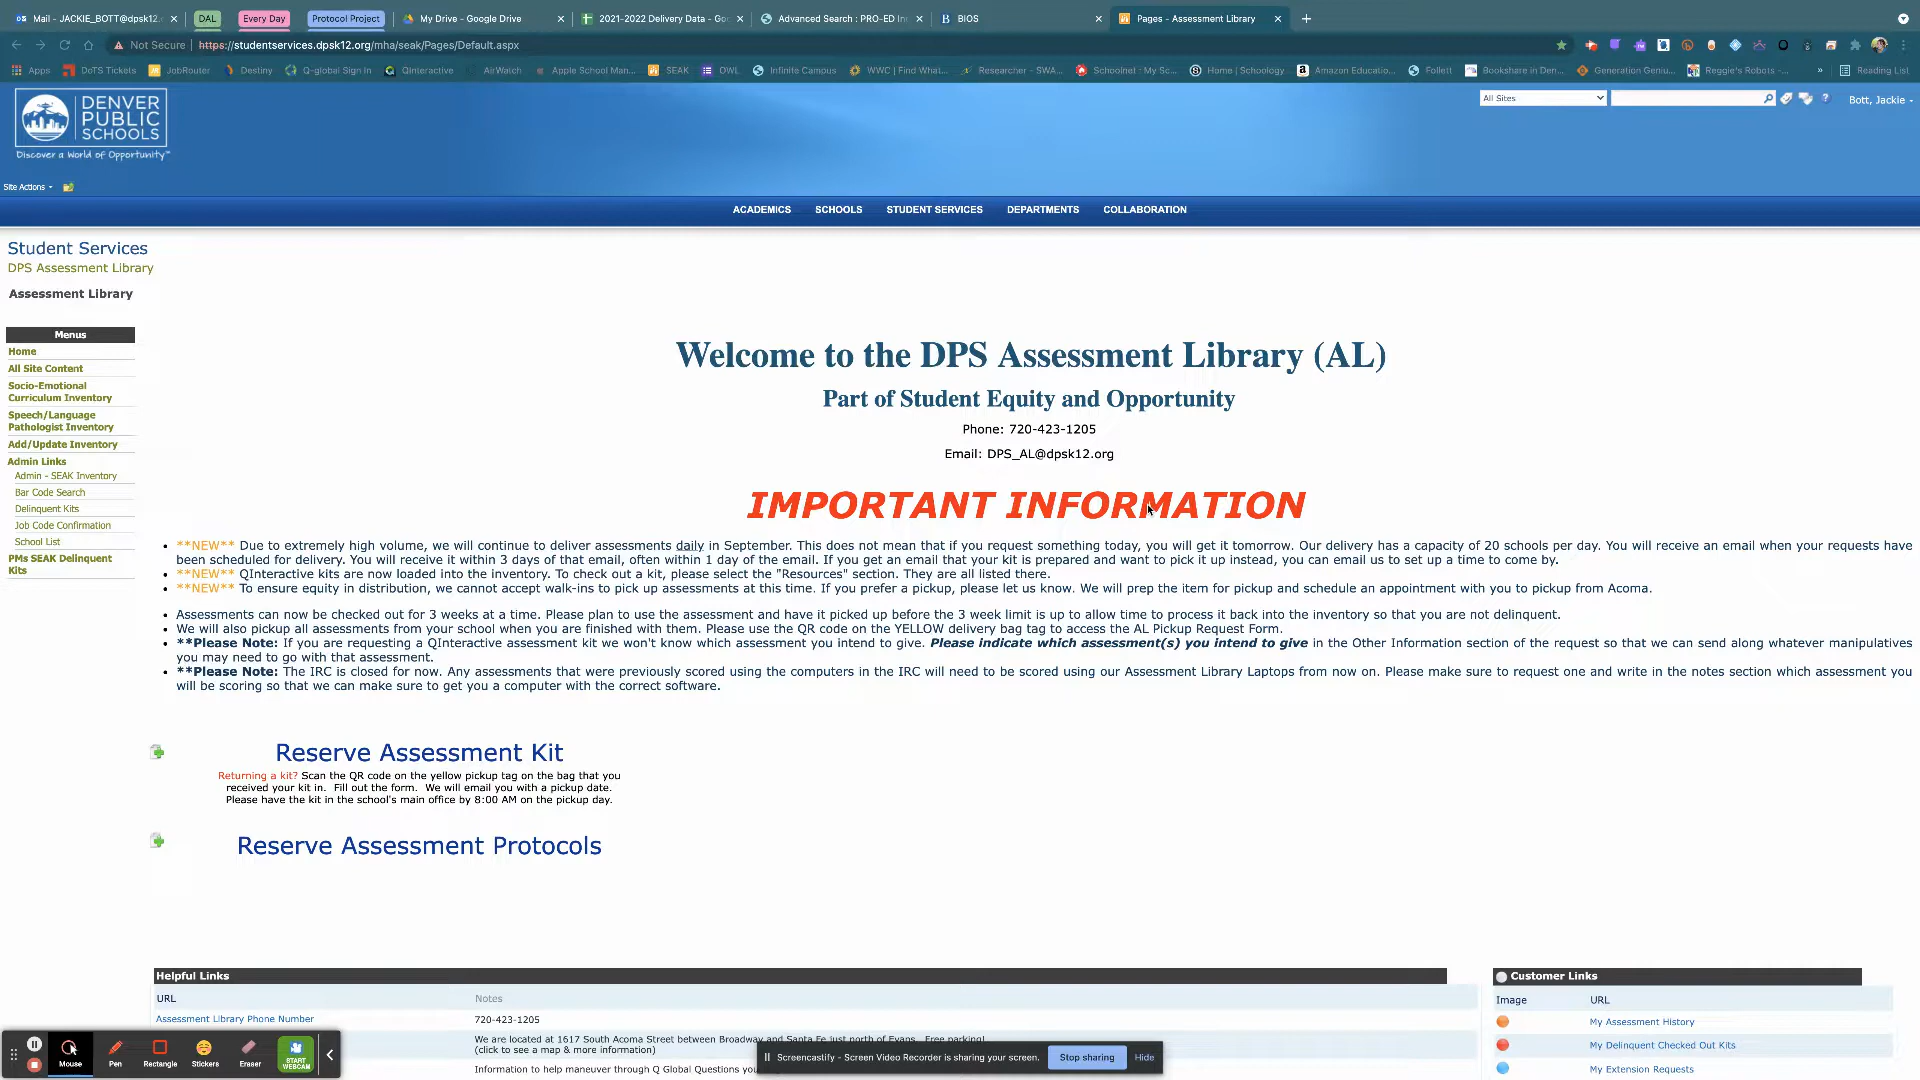 Mail - JACKIE_BOTT@dpsk12. DAL Every Day Protocol Project My Drive - Google Drive 2021-2022 Delivery Data - Go Advanced Search : PRO-ED In BIOS Pages - Assessment Library
Not Secure https://studentservices.dpsk12.org/mha/seak/Pages/Default.aspx
Apps DoTS Tickets JobRouter Destiny Q-global Sign In QInteractive AirWatch Apple School Man... SEAK DWL Infinite Campus WWC | Find What... Researcher - SWA... Schoolnet : My Sc... Home | Schoology Amazon Educatio... Follett Bookshare in Den... Generation Geniu... Reggie's Robots -... » Reading List
DENVER
PUBLIC
SCHOOLS
Discover a World of Opportunity™
All Sites
Bott, Jackie
Site Actions
ACADEMICS SCHOOLS STUDENT SERVICES DEPARTMENTS COLLABORATION
Student Services
DPS Assessment Library
Assessment Library
Menus
Home
All Site Content
Socio-Emotional
Curriculum Inventory
Speech/Language
Pathologist Inventory
Add/Update Inventory
Admin Links
Admin - SEAK Inventory
Bar Code Search
Delinquent Kits
Job Code Confirmation
School List
PMs SEAK Delinquent
Kits
Welcome to the DPS Assessment Library (AL)
Part of Student Equity and Opportunity
Phone: 720-423-1205
Email: DPS_AL@dpsk12.org
IMPORTANT INFORMATION
• **NEW** Due to extremely high volume, we will continue to deliver assessments daily in September. This does not mean that if you request something today, you will get it tomorrow. Our delivery has a capacity of 20 schools per day. You will receive an email when your requests have
been scheduled for delivery. You will receive it within 3 days of that email, often within 1 day of the email. If you get an email that your kit is prepared and want to pick it up instead, you can email us to set up a time to come by.
• **NEW** QInteractive kits are now loaded into the inventory. To check out a kit, please select the "Resources" section. They are all listed there.
• **NEW** To ensure equity in distribution, we cannot accept walk-ins to pick up assessments at this time. If you prefer a pickup, please let us know. We will prep the item for pickup and schedule an appointment with you to pickup from Acoma.
• Assessments can now be checked out for 3 weeks at a time. Please plan to use the assessment and have it picked up before the 3 week limit is up to allow time to process it back into the inventory so that you are not delinquent.
• We will also pickup all assessments from your school when you are finished with them. Please use the QR code on the YELLOW delivery bag tag to access the AL Pickup Request Form.
• **Please Note: If you are requesting a QInteractive assessment kit we won't know which assessment you intend to give. Please indicate which assessment(s) you intend to give in the Other Information section of the request so that we can send along whatever manipulatives
you may need to go with that assessment.
• **Please Note: The IRC is closed for now. Any assessments that were previously scored using the computers in the IRC will need to be scored using our Assessment Library Laptops from now on. Please make sure to request one and write in the notes section which assessment you
will be scoring so that we can make sure to get you a computer with the correct software.
Reserve Assessment Kit
Returning a kit? Scan the QR code on the yellow pickup tag on the bag that you
received your kit in. Fill out the form. We will email you with a pickup date.
Please have the kit in the school's main office by 8:00 AM on the pickup day.
Reserve Assessment Protocols
Helpful Links
URL Notes
Assessment Library Phone Number 720-423-1205
We are located at 1617 South Acoma Street between Broadway and Santa Fe just north of Evans. Free parking!
(click to see a map & more information)
Information to help maneuver through Q Global Questions you
Customer Links
Image URL
My Assessment History
My Delinquent Checked Out Kits
My Extension Requests
Mouse Pen Rectangle Stickers Eraser START WEBCAM
Screencastify - Screen Video Recorder is sharing your screen. Stop sharing Hide